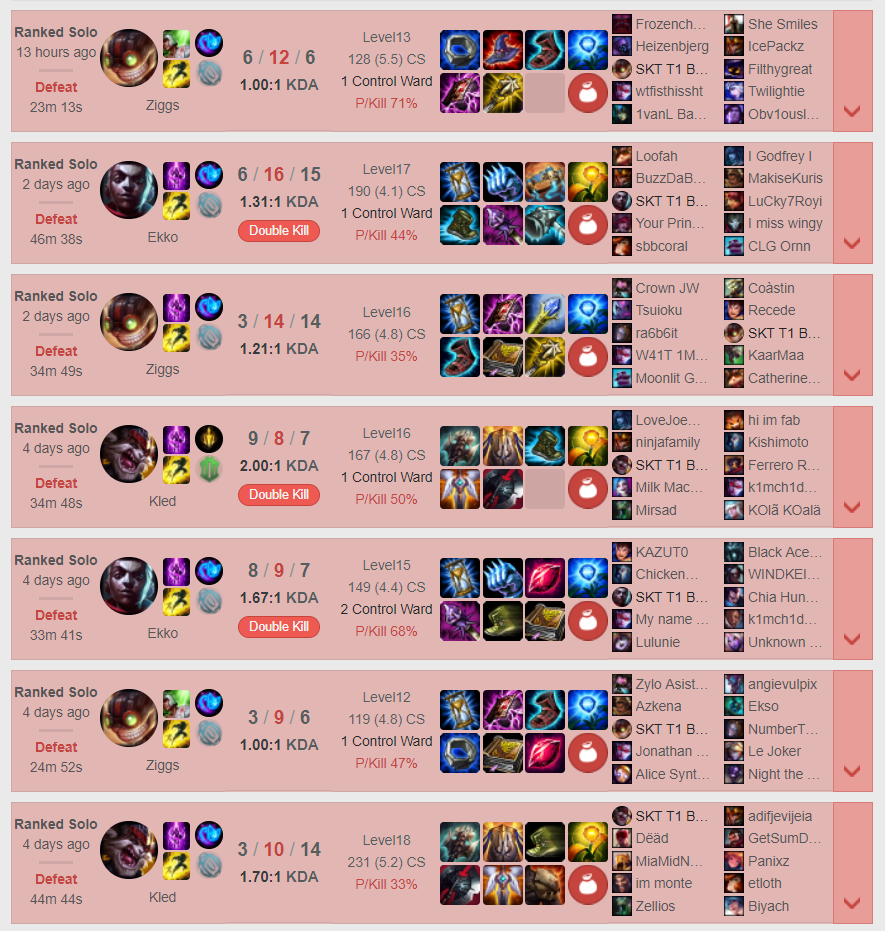 Ranked Solo
13 hours ago
Defeat
23m 13s
Ziggs
6 / 12 / 6
1.00:1 KDA
Level13
128 (5.5) CS
1 Control Ward
P/Kill 71%
Frozench...
Heizenbjerg
SKT T1 B...
wtfisthissht
1vanL Ba...
She Smiles
IcePackz
Filthygreat
Twilightie
Obv1ousl...
Ranked Solo
2 days ago
Defeat
46m 38s
Ekko
6 / 16 / 15
1.31:1 KDA
Double Kill
Level17
190 (4.1) CS
1 Control Ward
P/Kill 44%
Loofah
BuzzDaB...
SKT T1 B...
Your Prin...
sbbcoral
I Godfrey I
MakiseKuris
LuCky7Royi
I miss wingy
CLG Ornn
Ranked Solo
2 days ago
Defeat
34m 49s
Ziggs
3 / 14 / 14
1.21:1 KDA
Level16
166 (4.8) CS
P/Kill 35%
Crown JW
Tsuioku
ra6b6it
W41T 1M...
Moonlit G...
Coàstin
Recede
SKT T1 B...
KaarMaa
Catherine...
Ranked Solo
4 days ago
Defeat
34m 48s
Kled
9 / 8 / 7
2.00:1 KDA
Double Kill
Level16
167 (4.8) CS
1 Control Ward
P/Kill 50%
LoveJoe...
ninjafamily
SKT T1 B...
Milk Mac...
Mirsad
hi im fab
Kishimoto
Ferrero R...
k1mch1d...
KOlã KOalä
Ranked Solo
4 days ago
Defeat
33m 41s
Ekko
8 / 9 / 7
1.67:1 KDA
Double Kill
Level15
149 (4.4) CS
2 Control Ward
P/Kill 68%
KAZUT0
Chicken...
SKT T1 B...
My name ...
Lulunie
Black Ace...
WINDKEI...
Chia Hun...
k1mch1d...
Unknown ...
Ranked Solo
4 days ago
Defeat
24m 52s
Ziggs
3 / 9 / 6
1.00:1 KDA
Level12
119 (4.8) CS
1 Control Ward
P/Kill 47%
Zylo Asist...
Azkena
SKT T1 B...
Jonathan ...
Alice Synt...
angievulpix
Ekso
NumberT...
Le Joker
Night the ...
Ranked Solo
4 days ago
Defeat
44m 44s
Kled
3 / 10 / 14
1.70:1 KDA
Level18
231 (5.2) CS
P/Kill 33%
SKT T1 B...
Dëäd
MiaMidN...
im monte
Zellios
adifjevijeia
GetSumD...
Panixz
etloth
Biyach